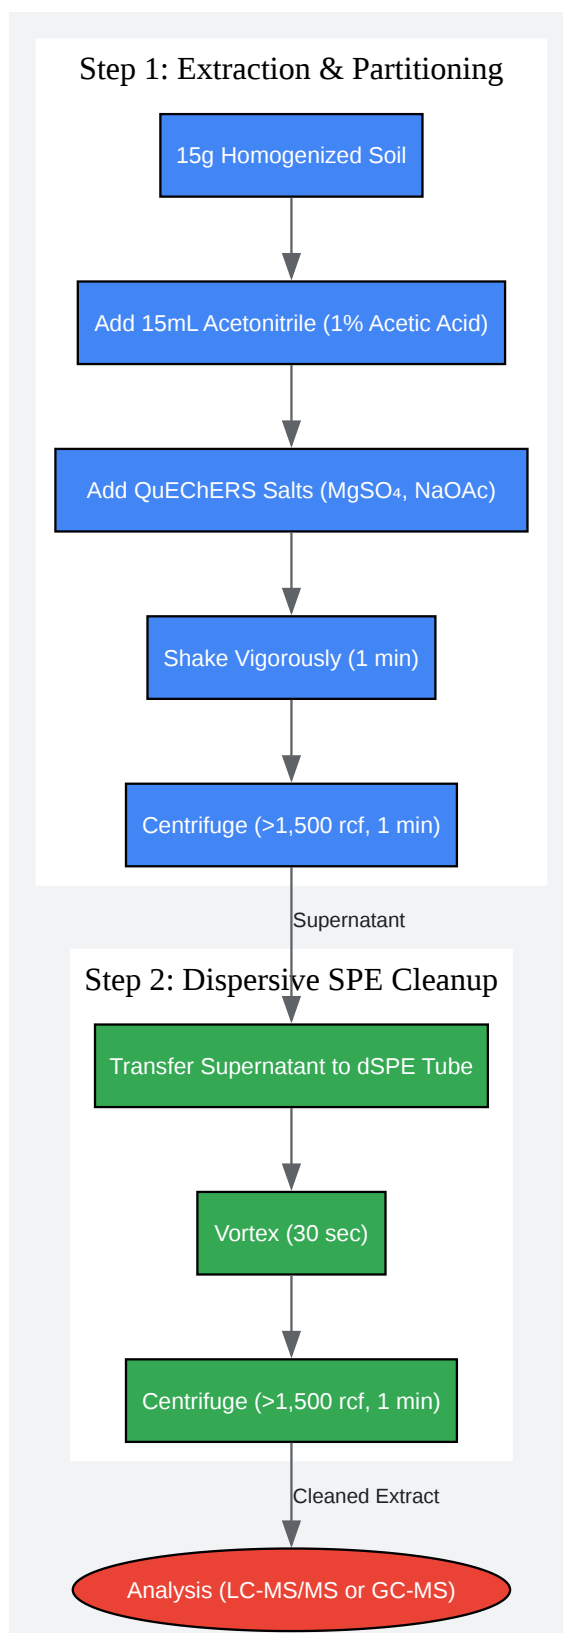 Step 1: Extraction & Partitioning
15g Homogenized Soil
Add 15mL Acetonitrile (1% Acetic Acid)
Add QuEChERS Salts (MgSO₄, NaOAc)
Shake Vigorously (1 min)
Centrifuge (>1,500 rcf, 1 min)
Supernatant
Step 2: Dispersive SPE Cleanup
Transfer Supernatant to dSPE Tube
Vortex (30 sec)
Centrifuge (>1,500 rcf, 1 min)
Cleaned Extract
Analysis (LC-MS/MS or GC-MS)